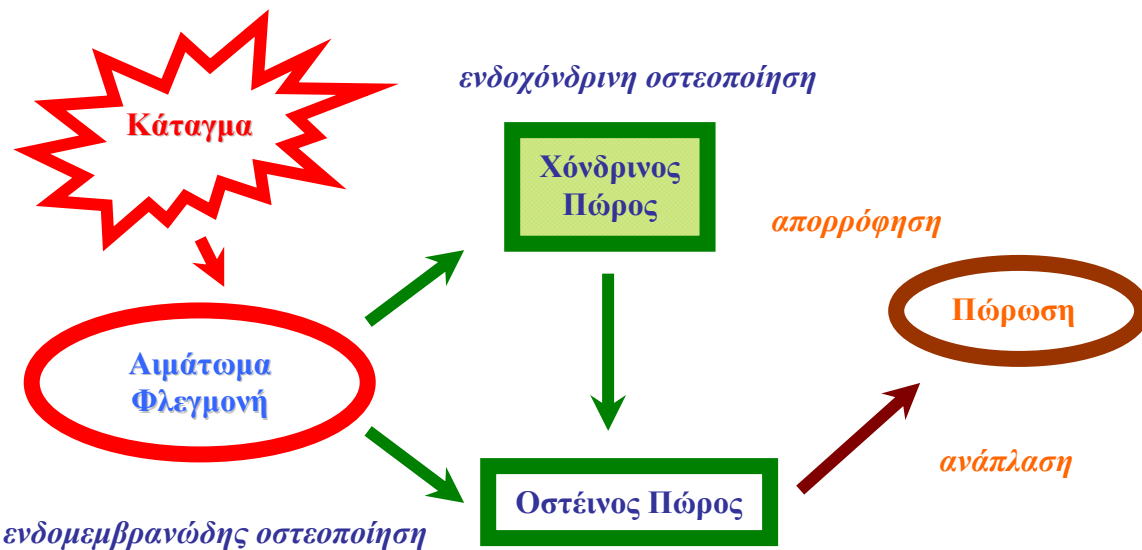 ενδοχόνδρινη οστεοποίηση
Κάταγμα
Χόνδρινος
Πώρος
απορρόφηση
Πώρωση
Αιμάτωμα
Φλεγμονή
ανάπλαση
Οστέινος Πώρος
ενδομεμβρανώδης οστεοποίηση